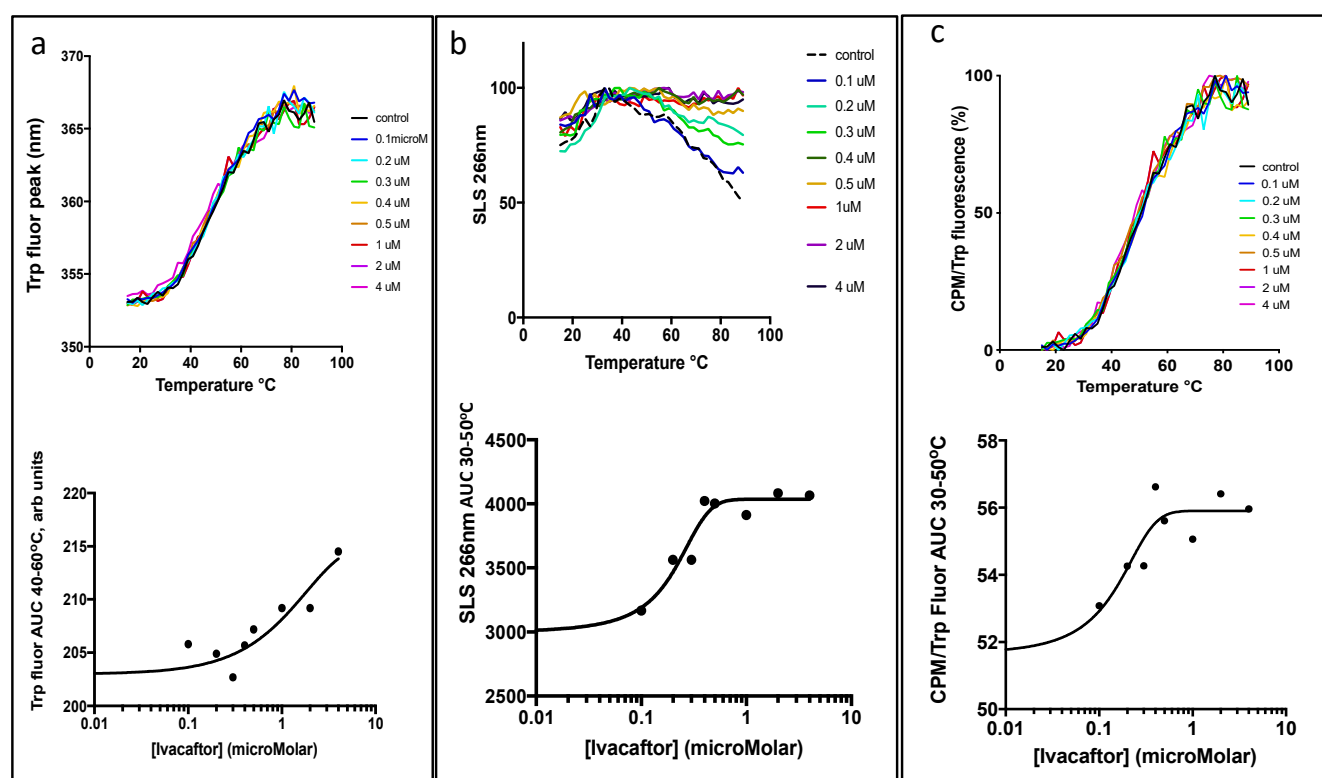 a
370
365
360
355
350
Trp fluor peak (nm)
0
20
40
60
80
100
Temperature °C
control
0.1microM
0.2 uM
0.3 uM
0.4 uM
0.5 uM
1 uM
2 uM
4 uM
220
215
210
205
200
Trp fluor AUC 40-60°C, arb units
0.01
0.1
1
10
[Ivacaftor] (microMolar)
b
100
50
0
SLS 266nm
0
20
40
60
80
100
Temperature °C
control
0.1 uM
0.2 uM
0.3 uM
0.4 uM
0.5 uM
1uM
2 uM
4 uM
4500
4000
3500
3000
2500
SLS 266nm AUC 30-50°C
0.01
0.1
1
10
[Ivacaftor] (microMolar)
c
100
50
0
CPM/Trp fluorescence (%)
0
20
40
60
80
100
Temperature °C
control
0.1 uM
0.2 uM
0.3 uM
0.4 uM
0.5 uM
1 uM
2 uM
4 uM
58
56
54
52
50
CPM/Trp Fluor AUC 30-50°C
0.01
0.1
1
10
[Ivacaftor] (microMolar)